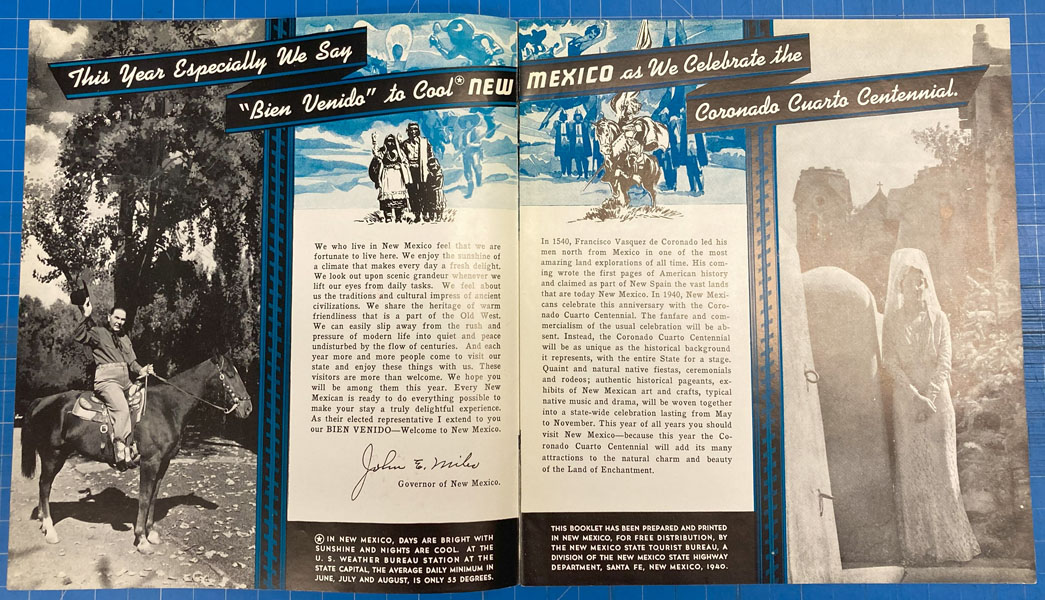 This Year Especially We Say
"Bien Venido" to Cool* NEW MEXICO as We Celebrate the
Coronado Cuarto Centennial.
We who live in New Mexico feel that we are
fortunate to live here. We enjoy the sunshine of
a climate that makes every day a fresh delight.
We look out upon scenic grandeur whenever we
lift our eyes from daily tasks. We feel about
us the traditions and cultural impress of ancient
civilizations. We share the heritage of warm
friendliness that is a part of the Old West.
We can easily slip away from the rush and
pressure of modern life into quiet and peace
undisturbed by the flow of centuries. And each
year more and more people come to visit our
state and enjoy these things with us. These
visitors are more than welcome. We hope you
will be among them this year. Every New
Mexican is ready to do everything possible to
make your stay a truly delightful experience.
As their elected representative I extend to you
our BIEN VENIDO—Welcome to New Mexico.
John E. Miles
Governor of New Mexico.
* IN NEW MEXICO, DAYS ARE BRIGHT WITH
SUNSHINE AND NIGHTS ARE COOL. AT THE
U. S. WEATHER BUREAU STATION AT THE
STATE CAPITAL, THE AVERAGE DAILY MINIMUM IN
JUNE, JULY AND AUGUST, IS ONLY 55 DEGREES.
In 1540, Francisco Vasquez de Coronado led his
men north from Mexico in one of the most
amazing land explorations of all time. His com-
ing wrote the first pages of American history
and claimed as part of New Spain the vast lands
that are today New Mexico. In 1940, New Mexi-
cans celebrate this anniversary with the Coro-
nado Cuarto Centennial. The fanfare and com-
mercialism of the usual celebration will be ab-
sent. Instead, the Coronado Cuarto Centennial
will be as unique as the historical background
it represents, with the entire State for a stage.
Quaint and natural native fiestas, ceremonials
and rodeos; authentic historical pageants, ex-
hibits of New Mexican art and crafts, typical
native music and drama, will be woven together
into a state-wide celebration lasting from May
to November. This year of all years you should
visit New Mexico—because this year the Co-
ronado Cuarto Centennial will add its many
attractions to the natural charm and beauty
of the Land of Enchantment.
THIS BOOKLET HAS BEEN PREPARED AND PRINTED
IN NEW MEXICO, FOR FREE DISTRIBUTION, BY
THE NEW MEXICO STATE TOURIST BUREAU, A
DIVISION OF THE NEW MEXICO STATE HIGHWAY
DEPARTMENT, SANTA FE, NEW MEXICO, 1940.